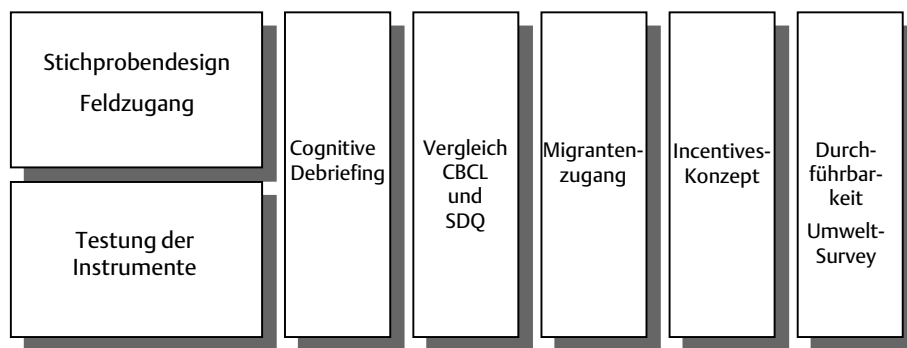 Stichprobendesign
Feldzugang
Testung der
Instrumente
Cognitive
Debriefing
Vergleich
CBCL
und
SDQ
Migranten-
zugang
Incentives-
Konzept
Durch-
führbar-
keit
Umwelt-
Survey